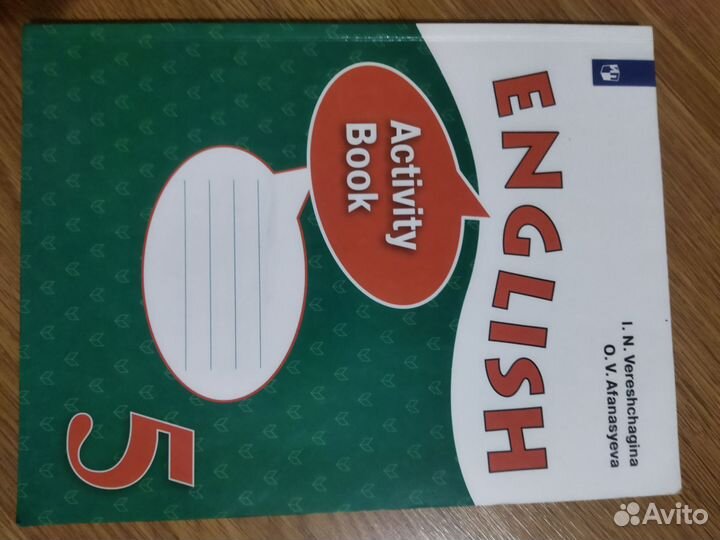 I. N. Vereshchagina
O. V. Afanasyeva
ENGLISH
Activity
Book
5
Avito